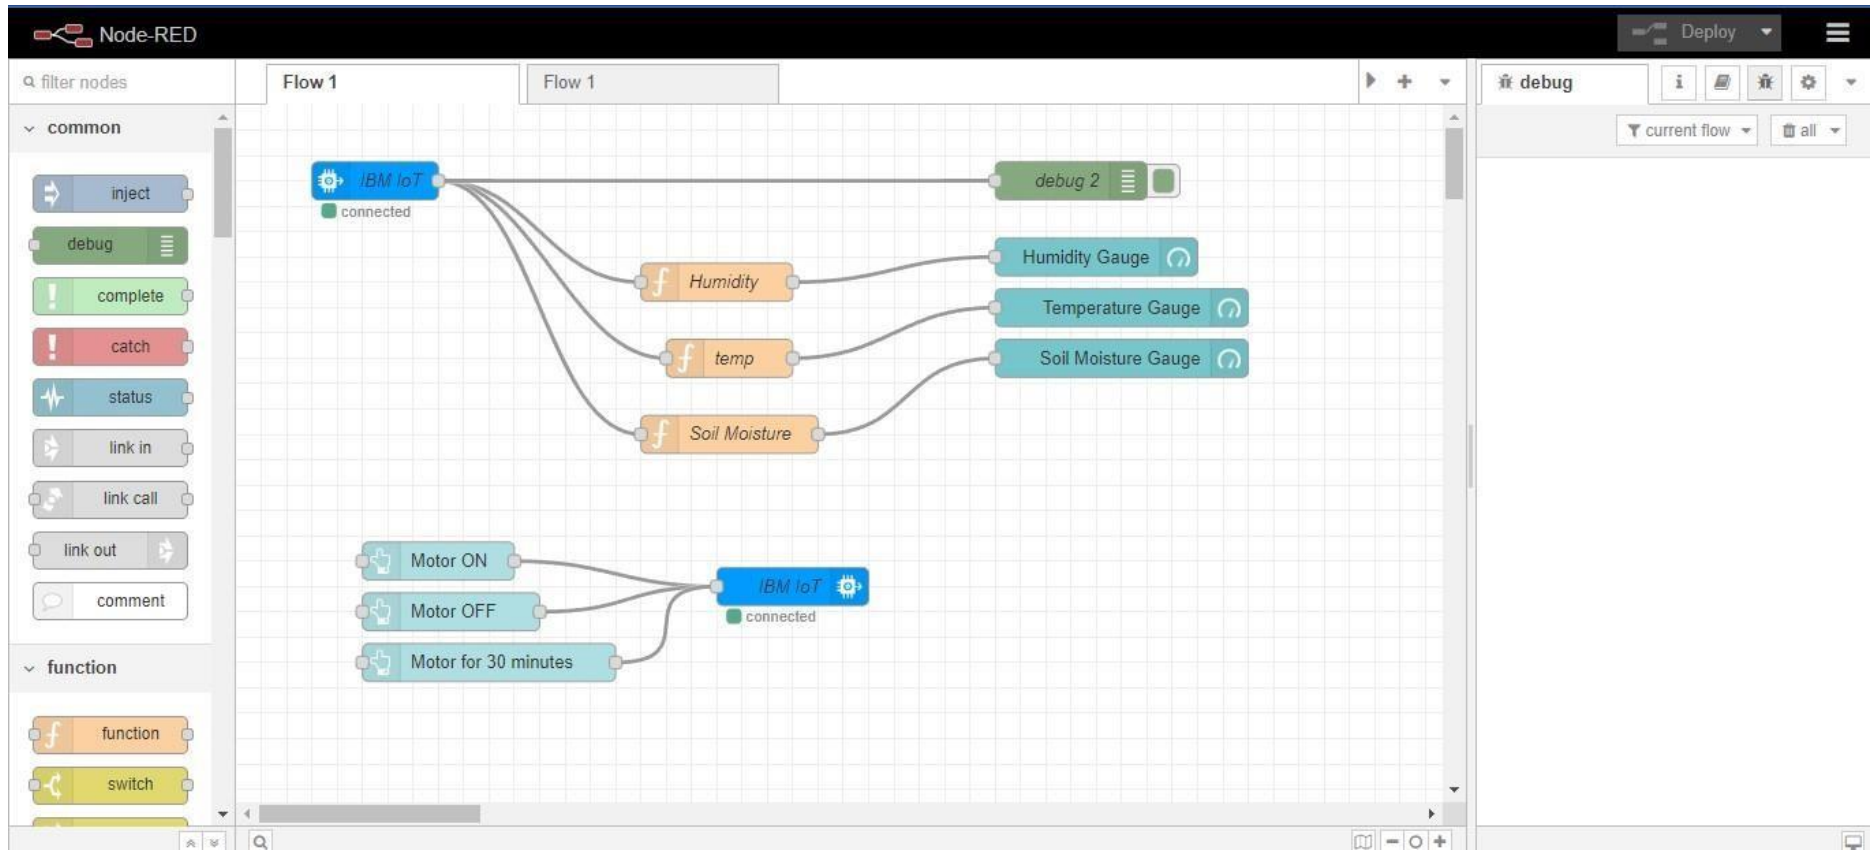 Node-RED
Deploy
filter nodes
Flow 1
Flow 1
debug
common
current flow
all
inject
debug
complete
catch
status
link in
link call
link out
comment
function
function
switch
IBM IoT
connected
debug 2
Humidity
Humidity Gauge
temp
Temperature Gauge
Soil Moisture
Soil Moisture Gauge
Motor ON
Motor OFF
Motor for 30 minutes
IBM IoT
connected